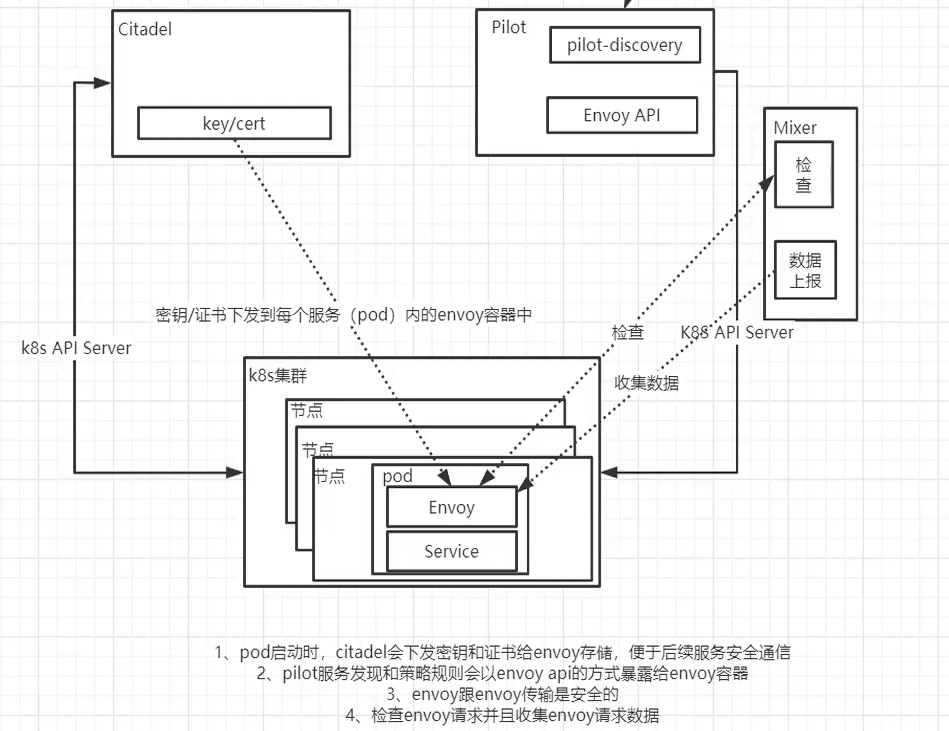 Citadel
Pilot
pilot-discovery
key/cert
Envoy API
Mixer
检
查
数据
上报
密钥/证书下发到每个服务（pod）内的envoy容器中
检查
K8S API Server
k8s API Server
k8s集群
收集数据
节点
节点
节点
pod
Envoy
Service
1、pod启动时，citadel会下发密钥和证书给envoy存储，便于后续服务安全通信
2、pilot服务发现和策略规则会以envoy api的方式暴露给envoy容器
3、envoy跟envoy传输是安全的
4、检查envoy请求并且收集envoy请求数据